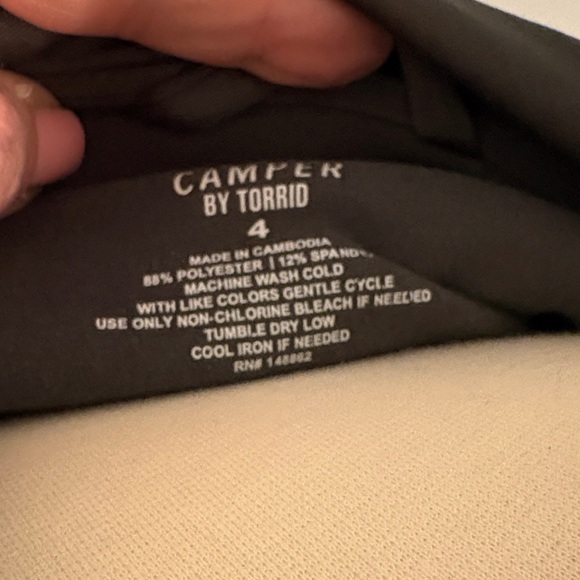 CAMPER
BY TORRID
4
MADE IN CAMBODIA
88% POLYESTER | 12% SPANDEX
MACHINE WASH COLD
WITH LIKE COLORS GENTLE CYCLE
USE ONLY NON-CHLORINE BLEACH IF NEEDED
TUMBLE DRY LOW
COOL IRON IF NEEDED
RN# 148862